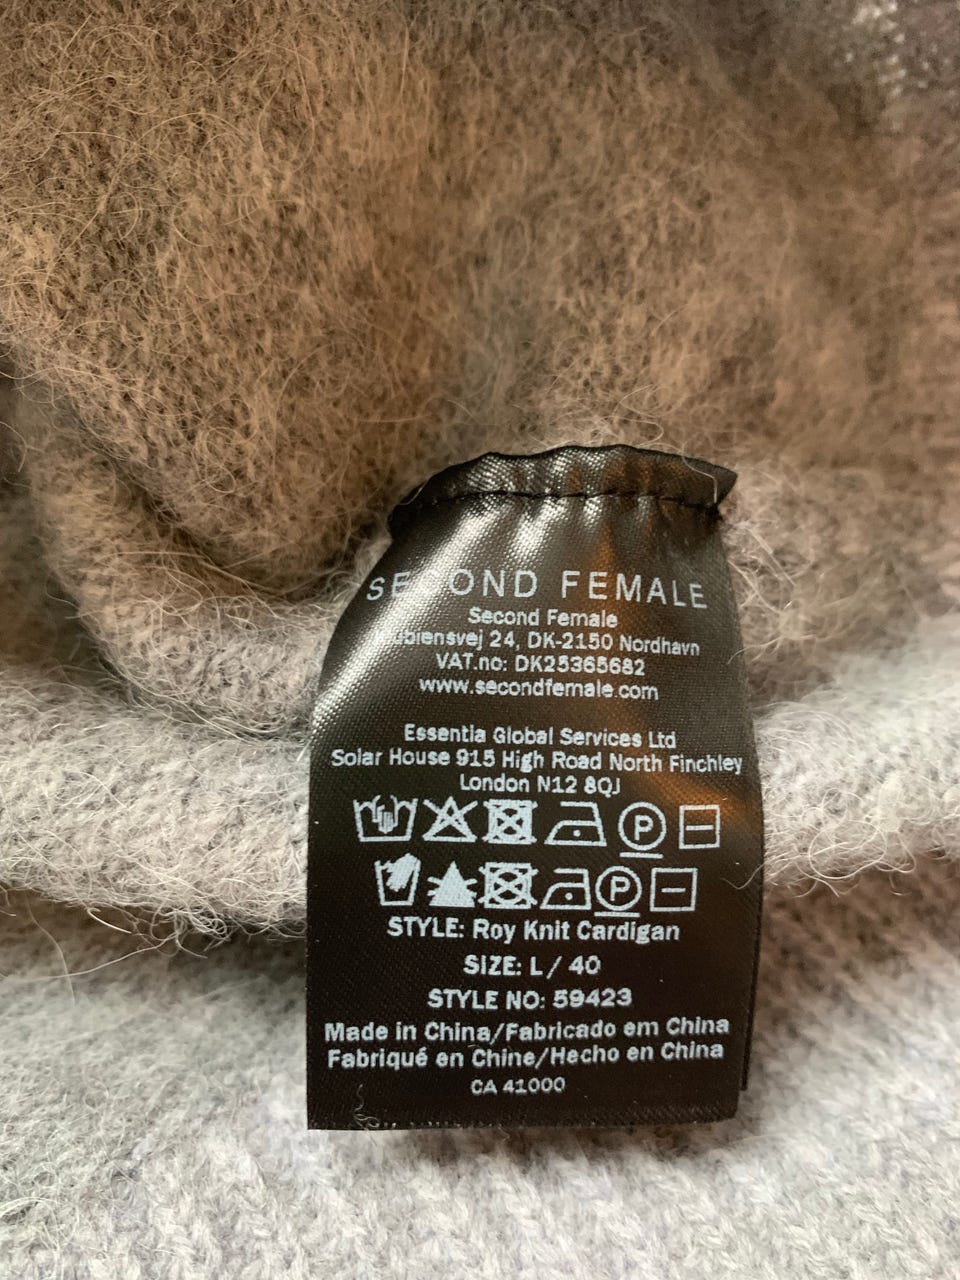 SECOND FEMALE
Second Female
24, DK-2150 Nordhavn
VAT.no: DK25365682
www.secondfemale.com
Essentia Global Services Ltd
Solar House 915 High Road North Finchley
London N12 8QJ
P
P
STYLE: Roy Knit Cardigan
SIZE: L / 40
STYLE NO: 59423
Made in China/Fabricado em China
Fabriqué en Chine/Hecho en China
CA 41000